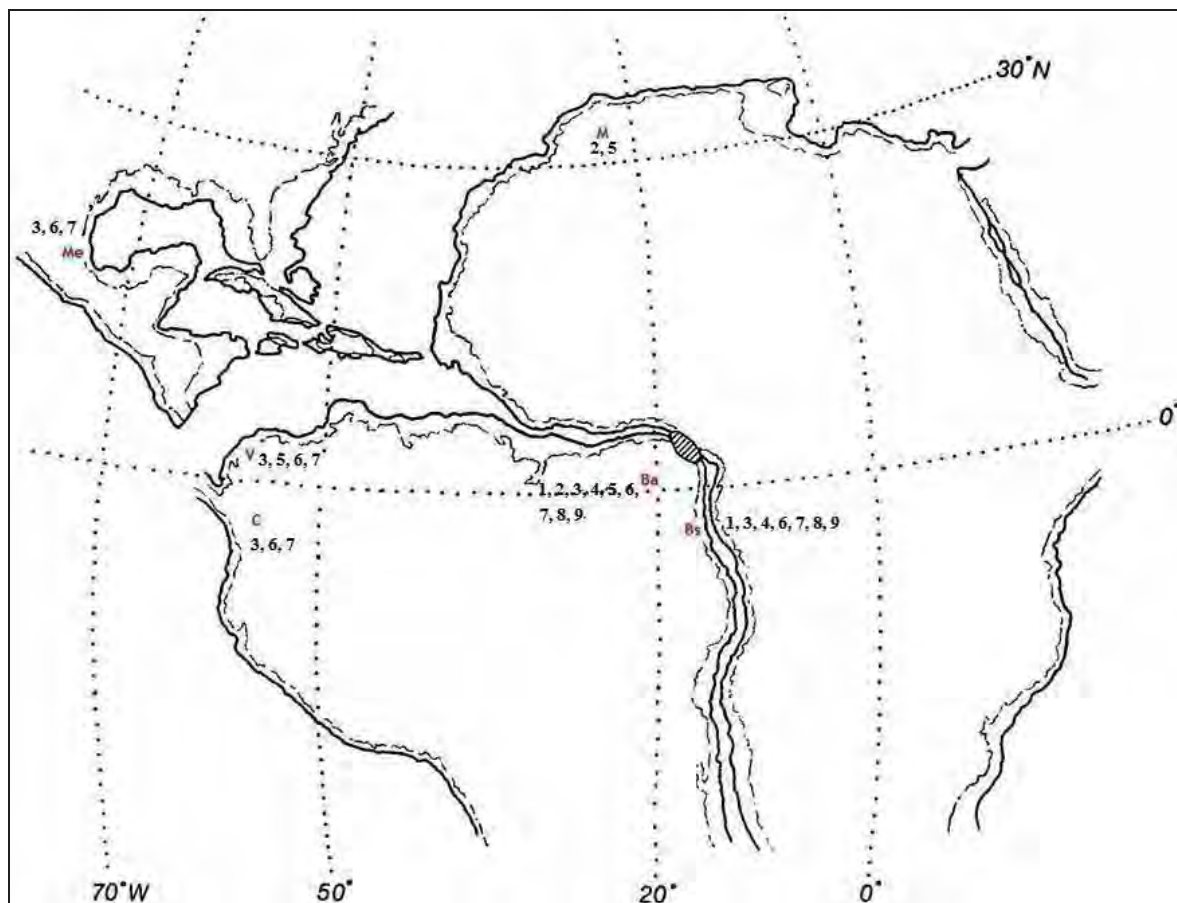 30°N
M
2, 5
3, 6, 7
Me
0°
V 3, 5, 6, 7
Ba
1, 2, 3, 4, 5, 6,
7, 8, 9.
C
3, 6, 7
Bs
1, 3, 4, 6, 7, 8, 9
70°W 50° 20° 0°